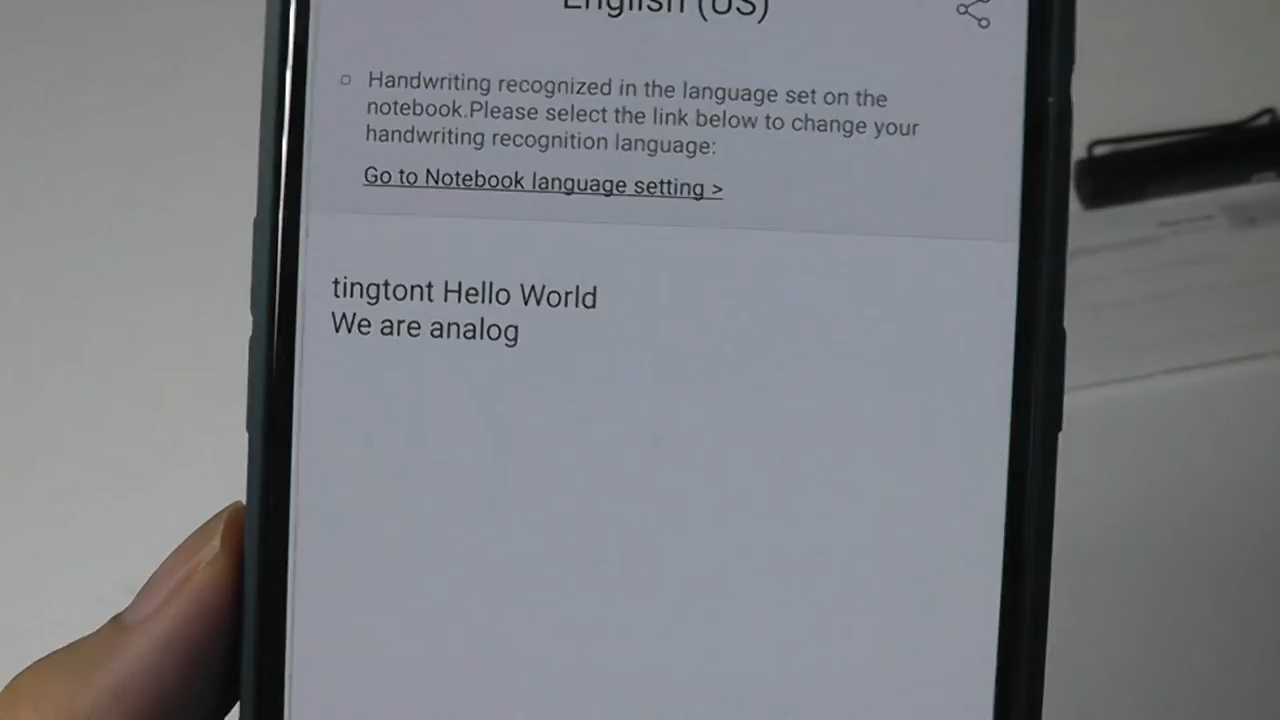 English (US)
Handwriting recognized in the language set on the
notebook.Please select the link below to change your
handwriting recognition language:
Go to Notebook language setting >
tingtont Hello World
We are analog